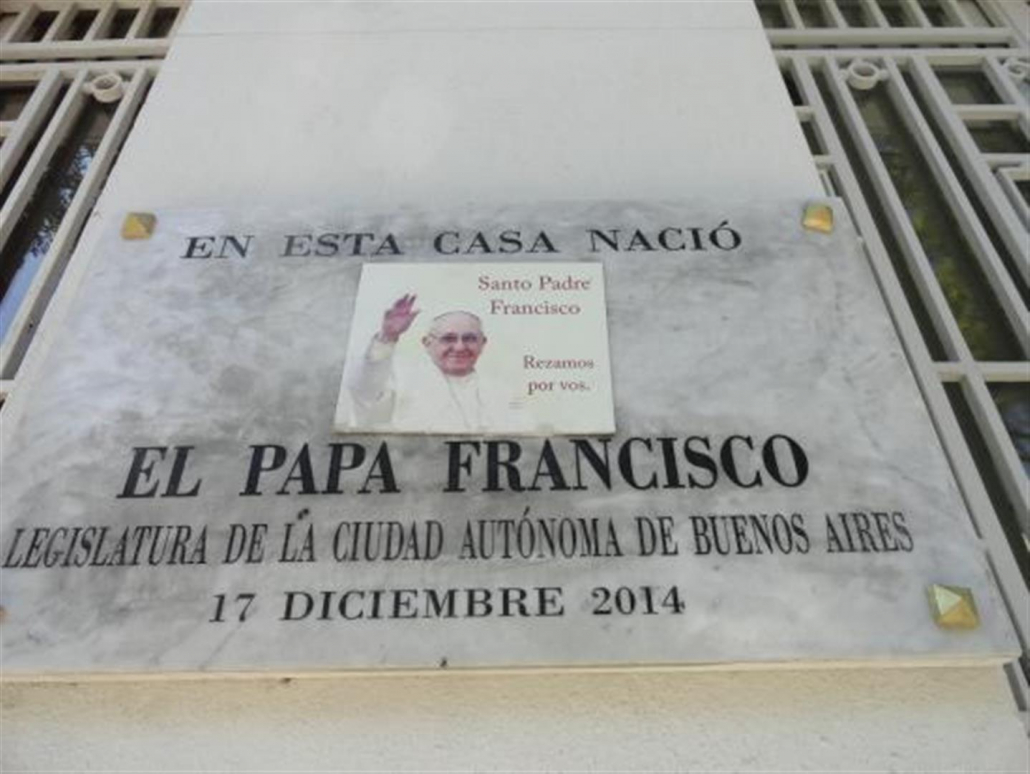 EN ESTA CASA NACIÓ
Santo Padre
Francisco
Rezamos
por vos.
EL PAPA FRANCISCO
LEGISLATURA DE LA CIUDAD AUTÓNOMA DE BUENOS AIRES
17 DICIEMBRE 2014